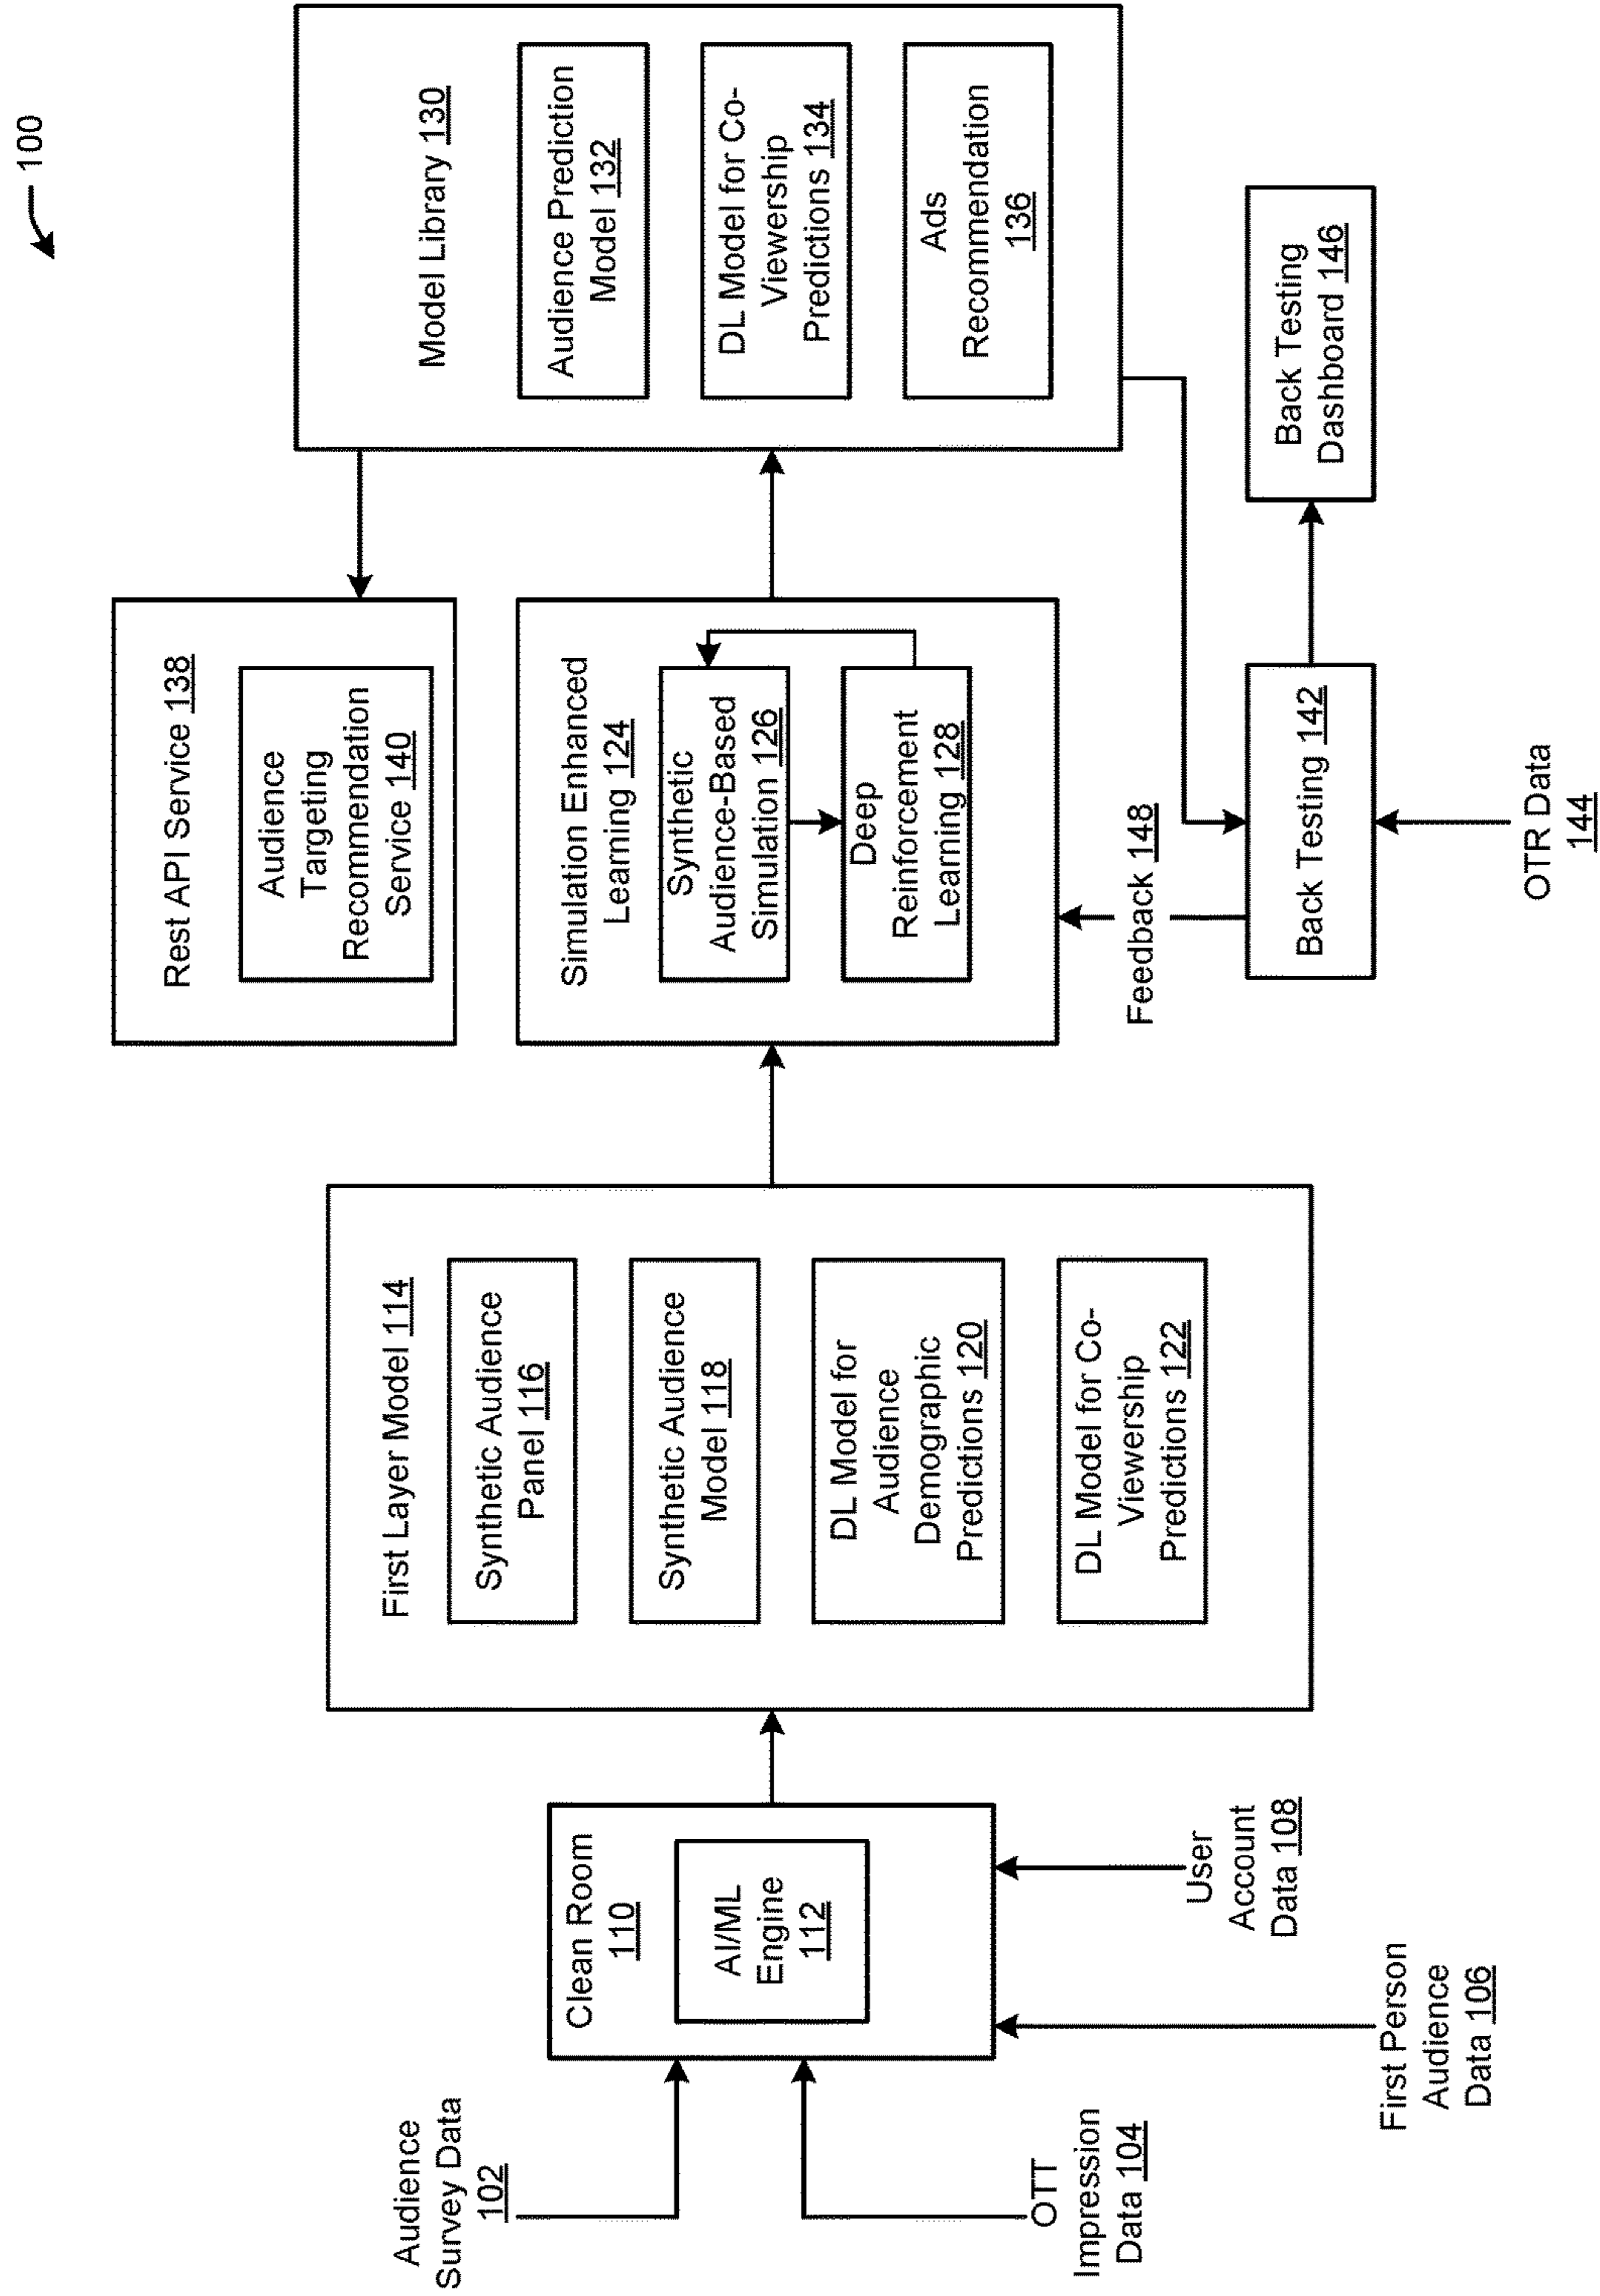 100
Audience
Survey Data
102
OTT
Impression
Data 104
First Person
Audience
Data 106
User
Account
Data 108
Clean Room
110
AI/ML
Engine
112
First Layer Model 114
Synthetic Audience
Panel 116
Synthetic Audience
Model 118
DL Model for
Audience
Demographic
Predictions 120
DL Model for Co-
Viewership
Predictions 122
Rest API Service 138
Audience
Targeting
Recommendation
Service 140
Simulation Enhanced
Learning 124
Synthetic
Audience-Based
Simulation 126
Deep
Reinforcement
Learning 128
Feedback 148
Back Testing 142
OTR Data
144
Model Library 130
Audience Prediction
Model 132
DL Model for Co-
Viewership
Predictions 134
Ads
Recommendation
136
Back Testing
Dashboard 146